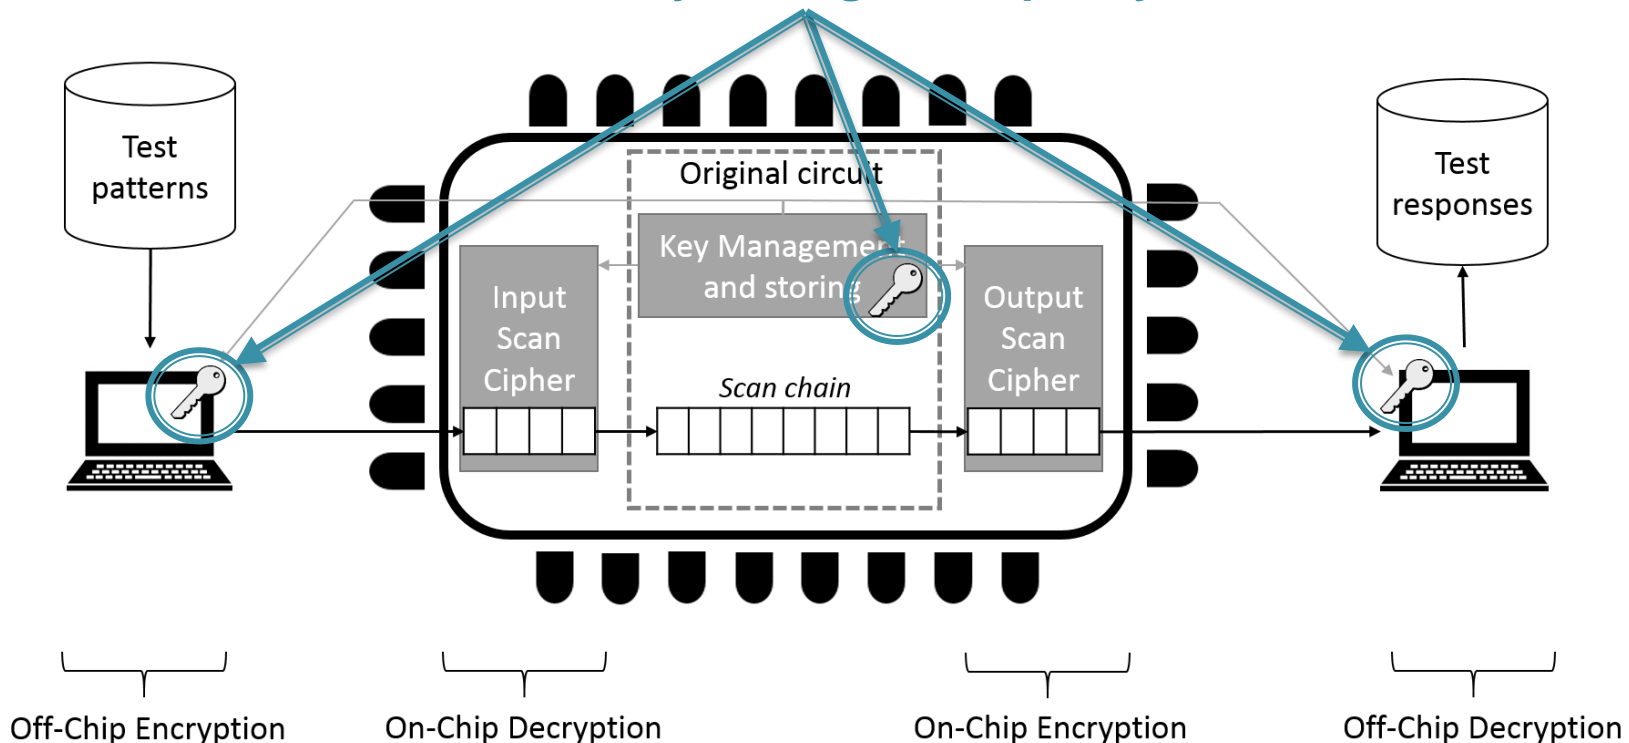 Test
patterns
Original circuit
Key Management
and storing
Input
Scan
Cipher
Output
Scan
Cipher
Scan chain
Test
responses
Off-Chip Encryption
On-Chip Decryption
On-Chip Encryption
Off-Chip Decryption